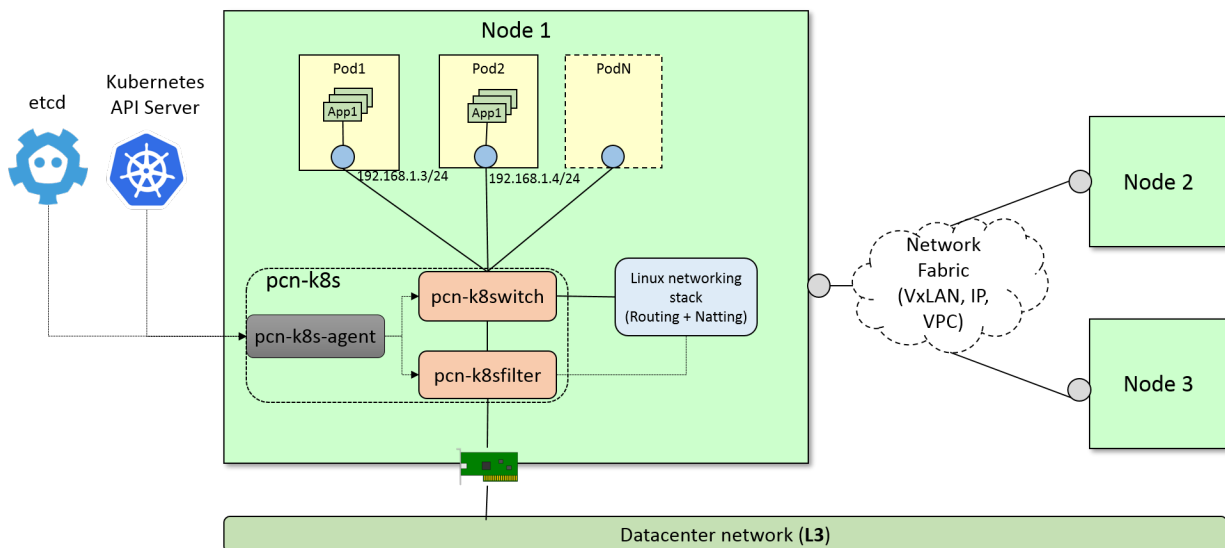 Node 1
Pod1
Pod2
PodN
App1
App1
192.168.1.3/24
192.168.1.4/24
etcd
Kubernetes
API Server
pcn-k8s
pcn-k8switch
pcn-k8s-agent
pcn-k8sfilter
Linux networking
stack
(Routing + Natting)
Network
Fabric
(VxLAN, IP,
VPC)
Node 2
Node 3
Datacenter network (L3)